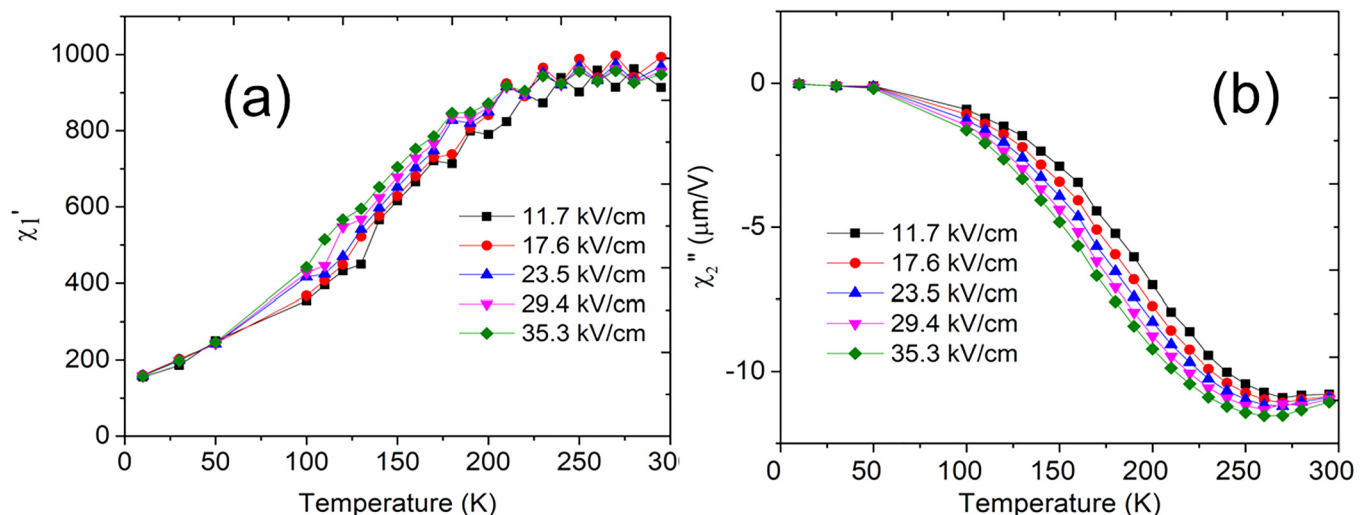 (a)
χ1'
1000
800
600
400
200
0
0 50 100 150 200 250 300
Temperature (K)
11.7 kV/cm
17.6 kV/cm
23.5 kV/cm
29.4 kV/cm
35.3 kV/cm
(b)
χ2" (μm/V)
0
-5
-10
0 50 100 150 200 250 300
Temperature (K)
11.7 kV/cm
17.6 kV/cm
23.5 kV/cm
29.4 kV/cm
35.3 kV/cm